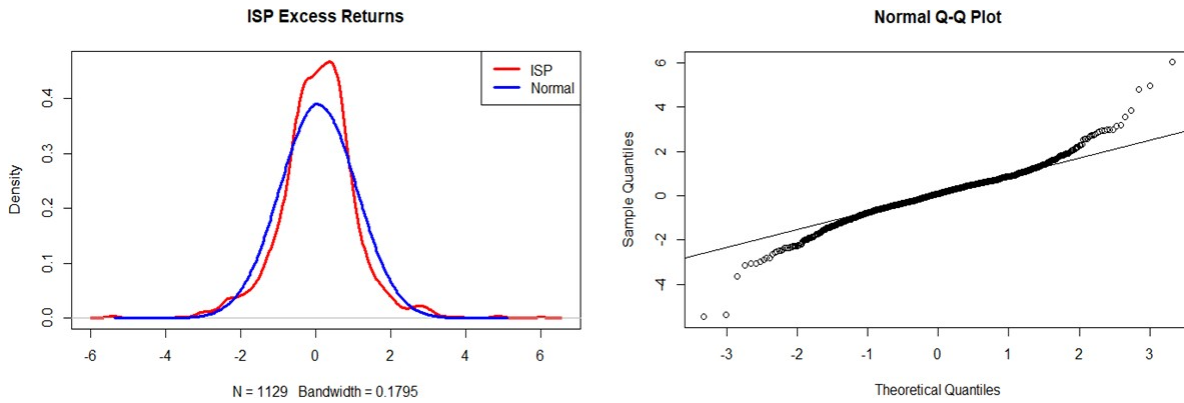 ISP Excess Returns
ISP
Normal
Density
0.0
0.1
0.2
0.3
0.4
-6 -4 -2 0 2 4 6
N = 1129 Bandwidth = 0.1795
Normal Q-Q Plot
Sample Quantiles
6
4
2
0
-2
-4
-3 -2 -1 0 1 2 3
Theoretical Quantiles